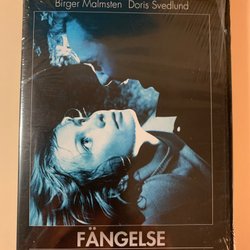 Birger Malmsten Doris Svedlund
FÄNGELSE